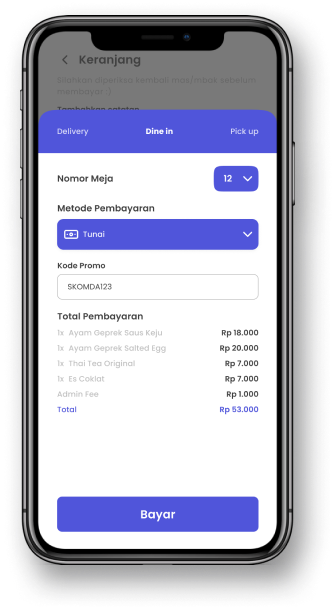 Keranjang
Silahkan diperiksa kembali mas/mbak sebelum
membayar :)
Tambahkan catatan
Delivery
Dine in
Pick up
Nomor Meja
12
Metode Pembayaran
Tunai
Kode Promo
SKOMDA123
Total Pembayaran
1x Ayam Geprek Saus Keju Rp 18.000
1x Ayam Geprek Salted Egg Rp 20.000
1x Thai Tea Original Rp 7.000
1x Es Coklat Rp 7.000
Admin Fee Rp 1.000
Total Rp 53.000
Bayar